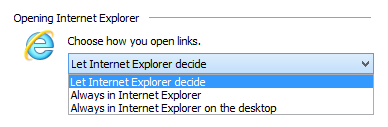 Opening Internet Explorer
Choose how you open links.
Let Internet Explorer decide
Let Internet Explorer decide
Always in Internet Explorer
Always in Internet Explorer on the desktop